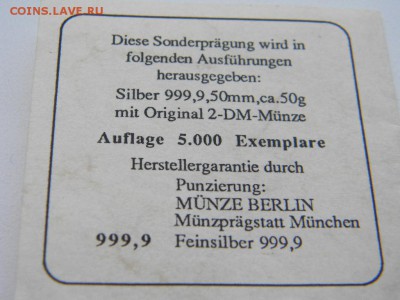 COINS.LAVE.RU
Diese Sonderprägung wird in
folgenden Ausführungen
herausgegeben:
Silber 999,9,50mm,ca.50g
mit Original 2-DM-Münze
Auflage 5.000 Exemplare
Herstellergarantie durch
Punzierung:
MÜNZE BERLIN
Münzprägstatt München
999,9 Feinsilber 999,9